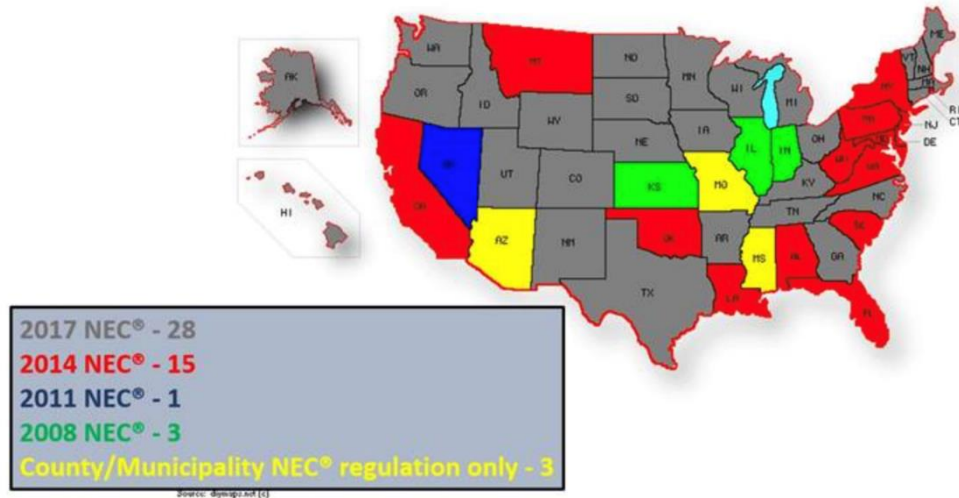 WA
MT
ND
MN
ME
VT
NH
MA
AK
OR
ID
SD
WI
MI
NY
RI
CT
WY
IA
PA
NJ
NE
OH
DE
IL
IN
NV
UT
CO
WV
VA
KS
MO
KY
CA
NC
HI
TN
AZ
NM
OK
AR
SC
MS
AL
GA
TX
LA
FL
2017 NEC® - 28
2014 NEC® - 15
2011 NEC® - 1
2008 NEC® - 3
County/Municipality NEC® regulation only - 3
Source: diymaps.net (c)